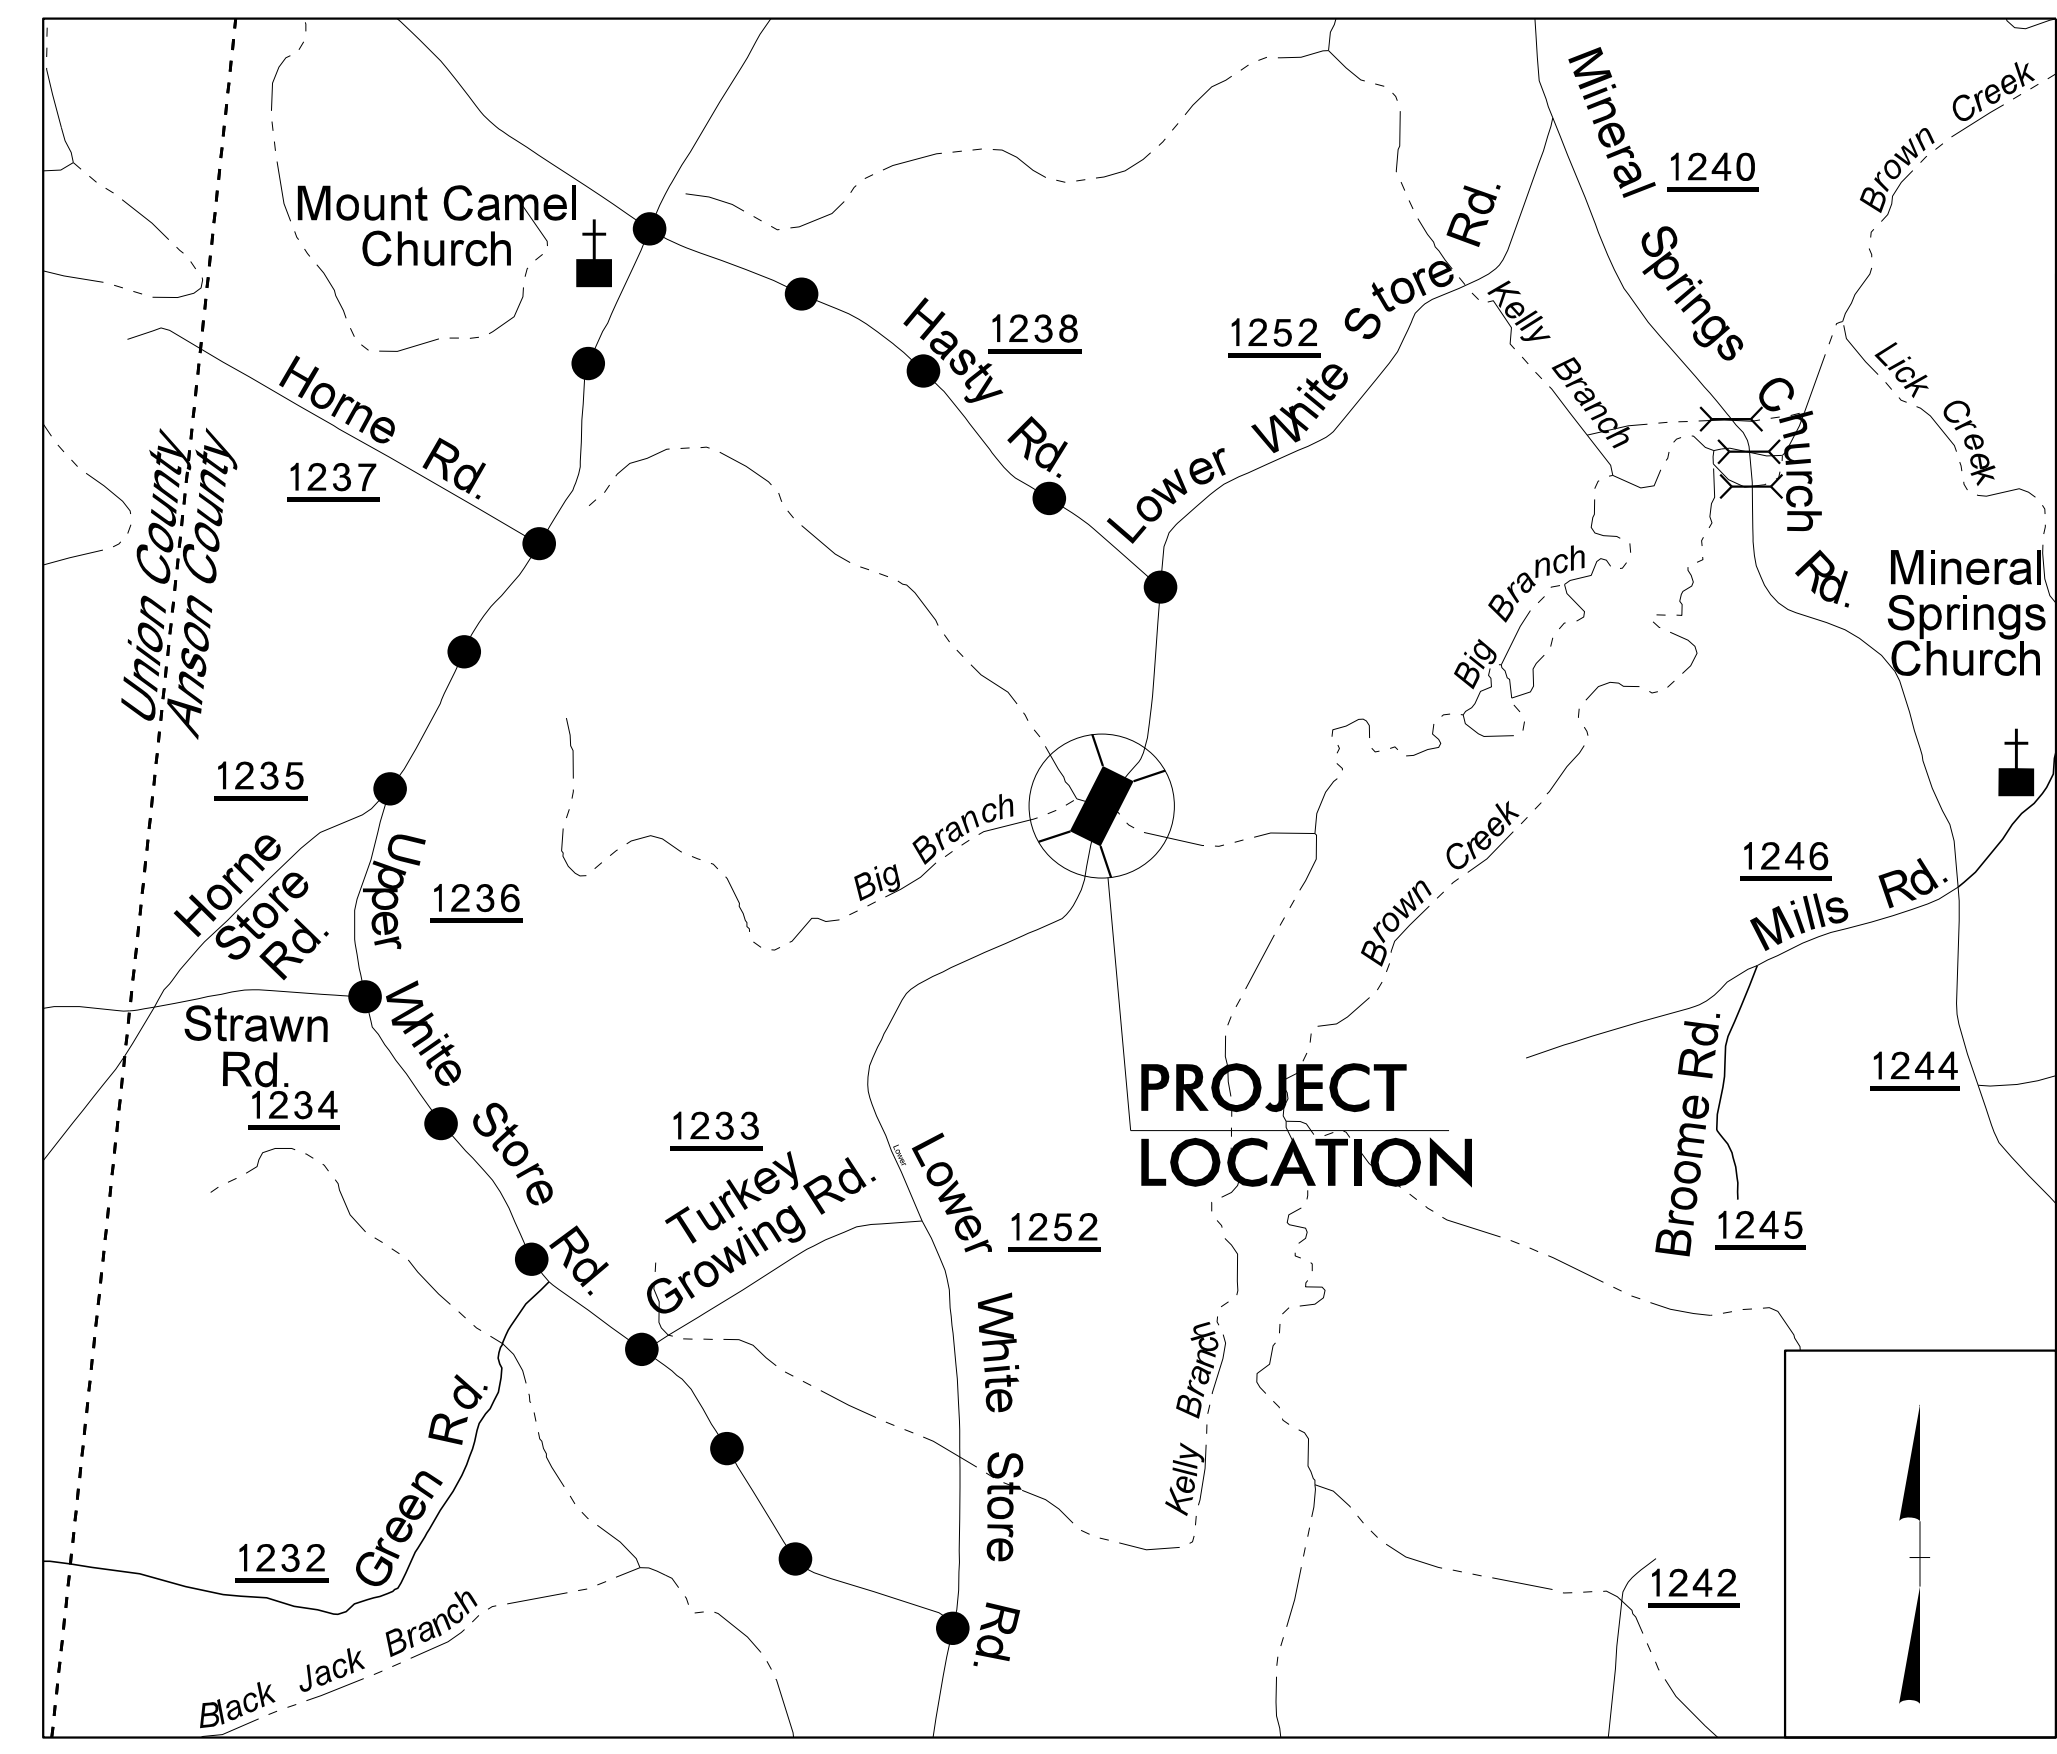 Mineral Springs Church Rd.
1240
Brown Creek
Mount Camel
Church
Hasty Rd.
1238
1252
Lower White Store Rd.
Kelly Branch
Lick Creek
Horne Rd.
1237
Union County
Anson County
Big Branch
Mineral
Springs
Church
1235
Horne
Store
Rd.
Upper White Store Rd.
1236
Big Branch
Brown Creek
1246
Mills Rd.
Strawn
Rd.
1234
1233
Turkey
Growing Rd.
Lower
Lower White Store Rd.
1252
PROJECT
LOCATION
Broome Rd.
1245
1244
Kelly Branch
Green Rd.
1232
Black Jack Branch
1242